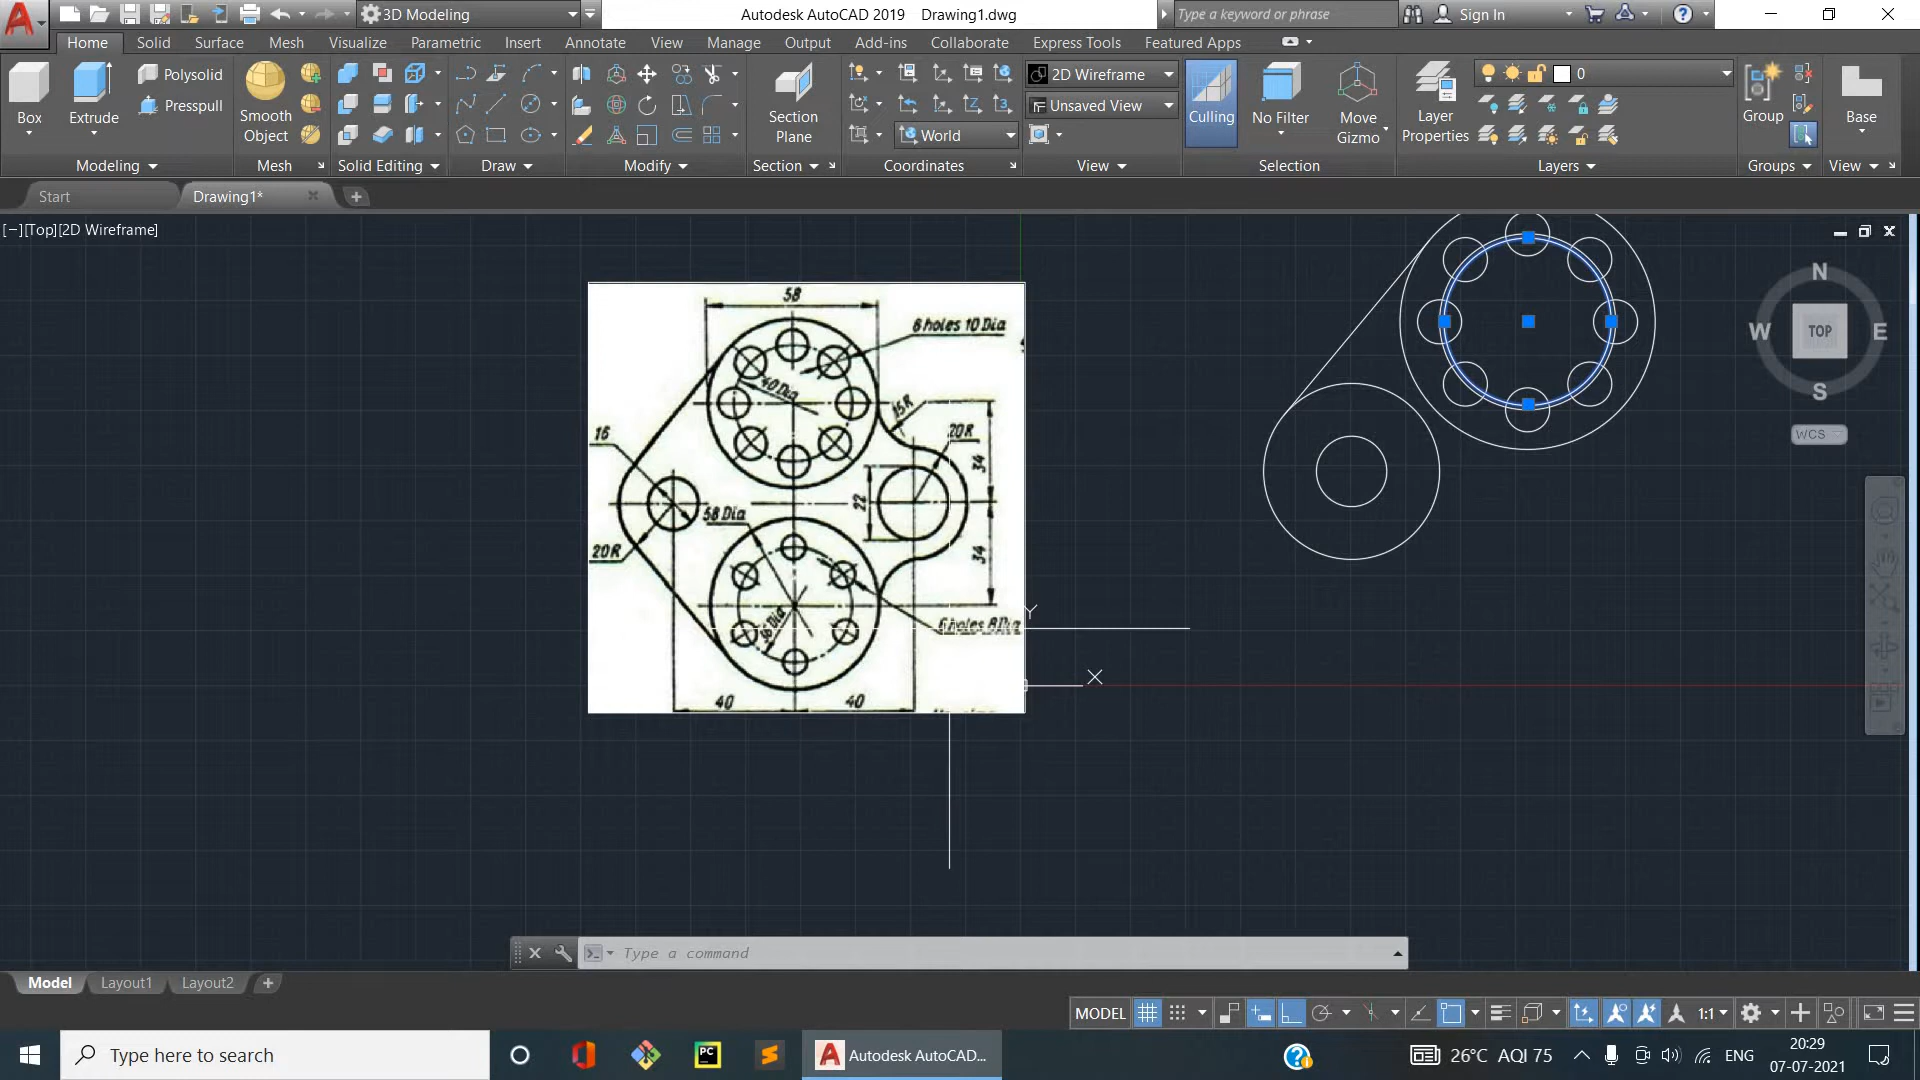 3D Modeling
Autodesk AutoCAD 2019 Drawing1.dwg
Type a keyword or phrase
Sign In
Home Solid Surface Mesh Visualize Parametric Insert Annotate View Manage Output Add-ins Collaborate Express Tools Featured Apps
Box
Extrude
Polysolid
Presspull
Smooth Object
Section Plane
World
2D Wireframe
Unsaved View
Culling
No Filter
Move Gizmo
Layer Properties
0
Group
Base
Modeling Mesh Solid Editing Draw Modify Section Coordinates View Selection Layers Groups View
Start Drawing1*
[−][Top][2D Wireframe]
58
8 holes 10 Dia
40 Dia
15R
16
20R
34
22
58 Dia
20R
34
6 holes 8 Dia
36 Dia
40 40
Y
X
N
W TOP E
S
WCS
Type a command
Model Layout1 Layout2
MODEL
1:1
Type here to search
PC
Autodesk AutoCAD...
26°C AQI 75
ENG
20:29
07-07-2021